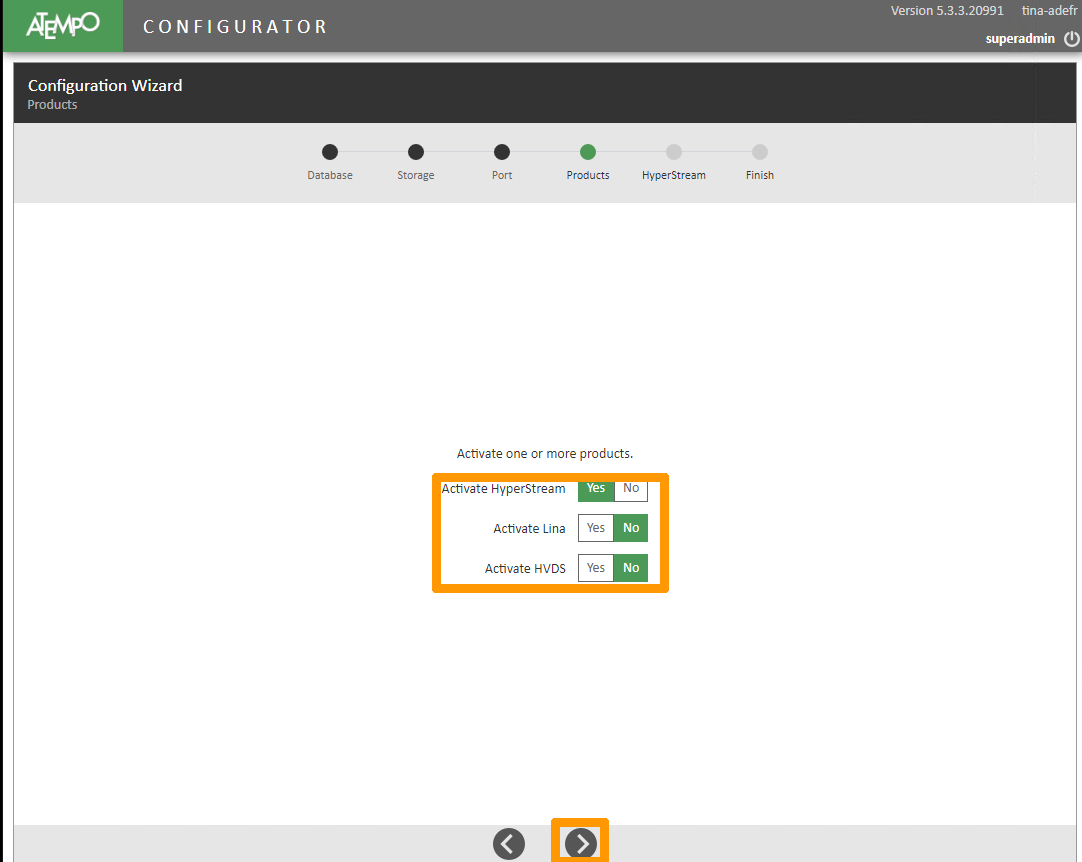 Version 5.3.3.20991 tina-adefr
ATEMPO CONFIGURATOR
superadmin
Configuration Wizard
Products
Database Storage Port Products HyperStream Finish
Activate one or more products.
Activate HyperStream Yes No
Activate Lina Yes No
Activate HVDS Yes No